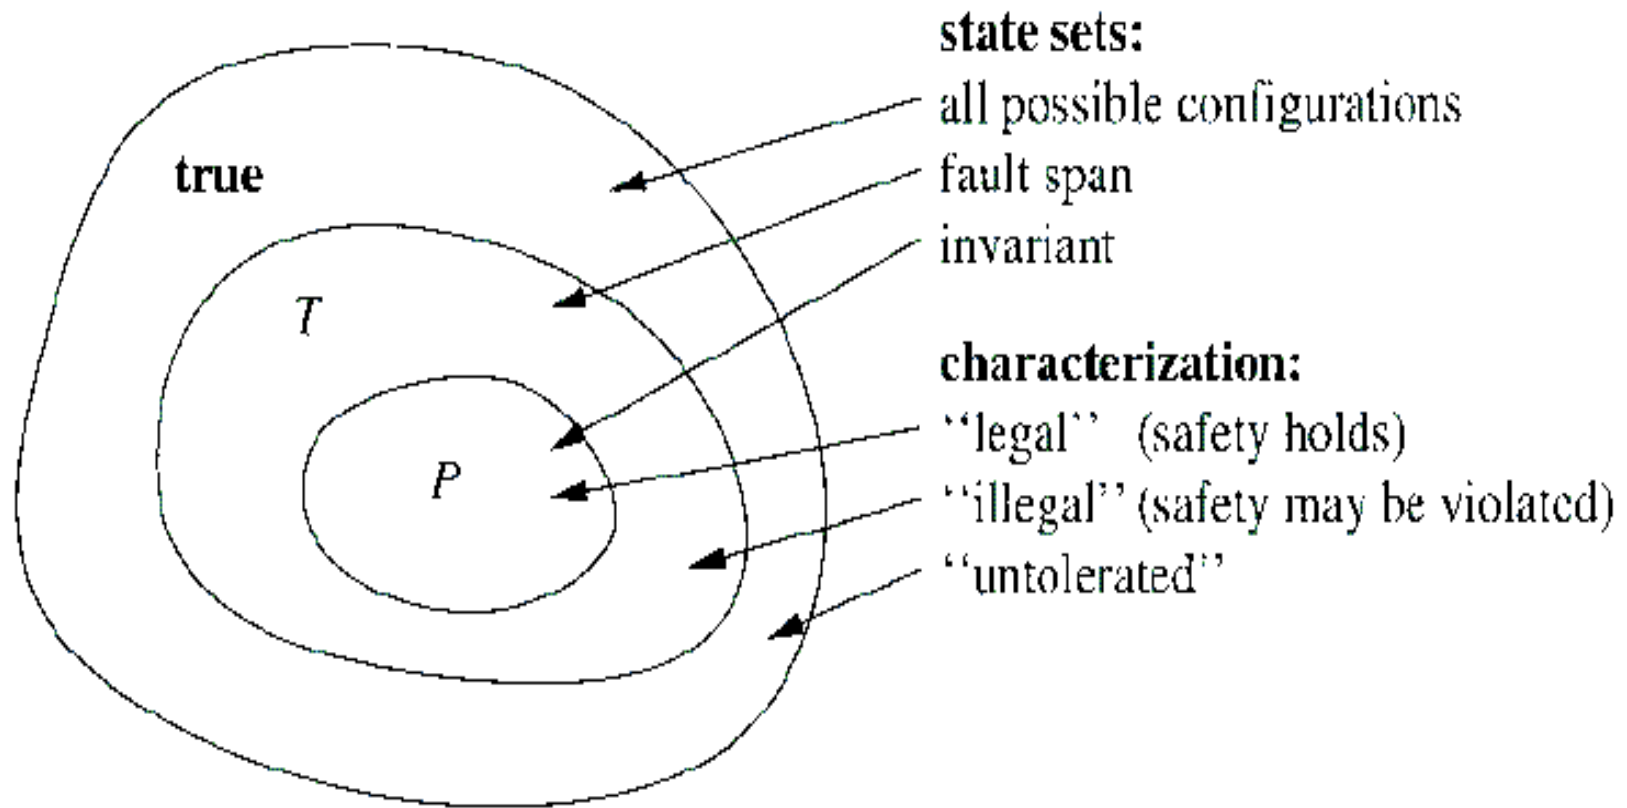 state sets:
all possible configurations
true
fault span
invariant
T
characterization:
‘‘legal’’ (safety holds)
P
‘‘illegal’’ (safety may be violated)
‘‘untolerated’’